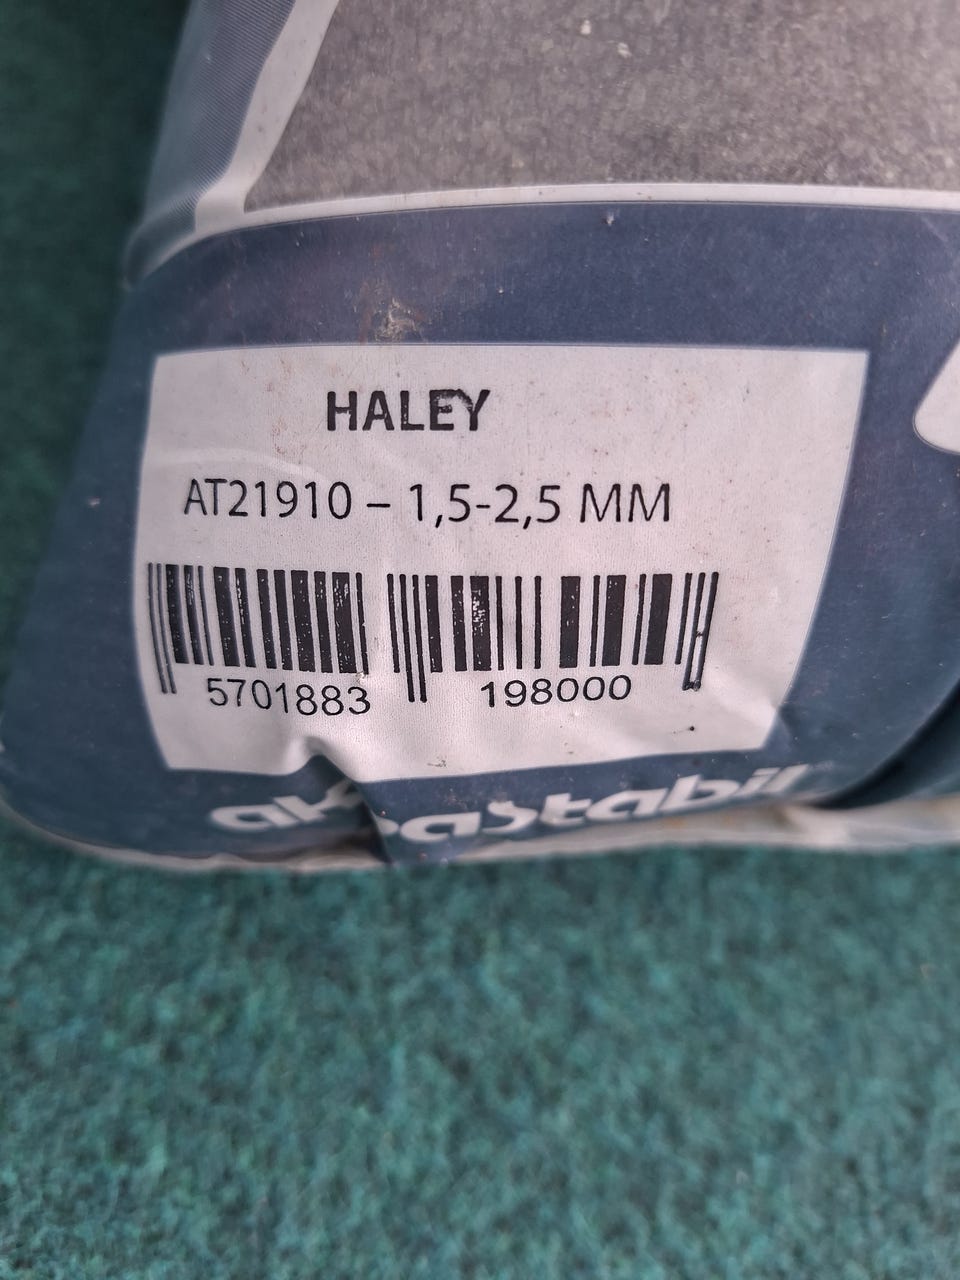 HALEY
AT21910 – 1,5-2,5 MM
5701883 198000